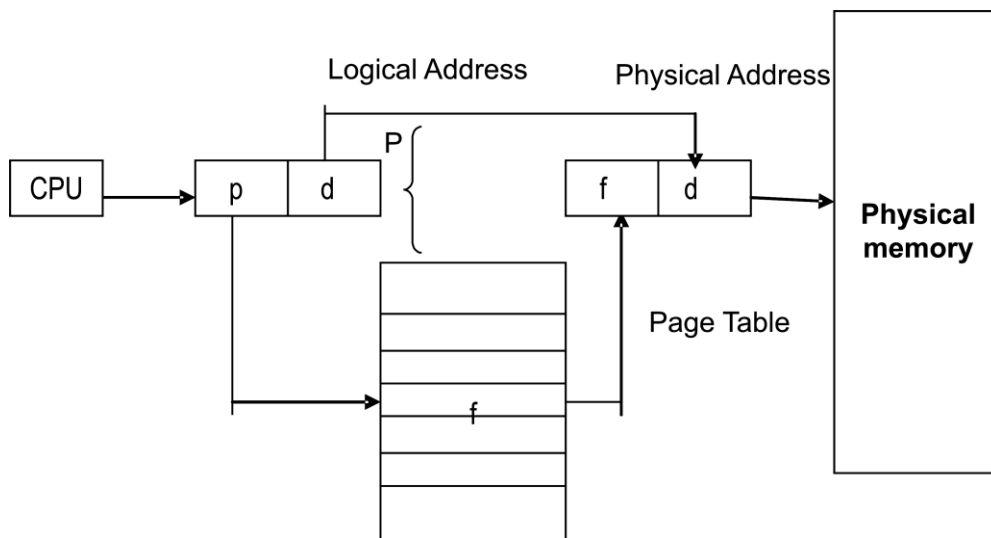 Logical Address
Physical Address
P
CPU
p
d
f
d
Physical
memory
Page Table
f